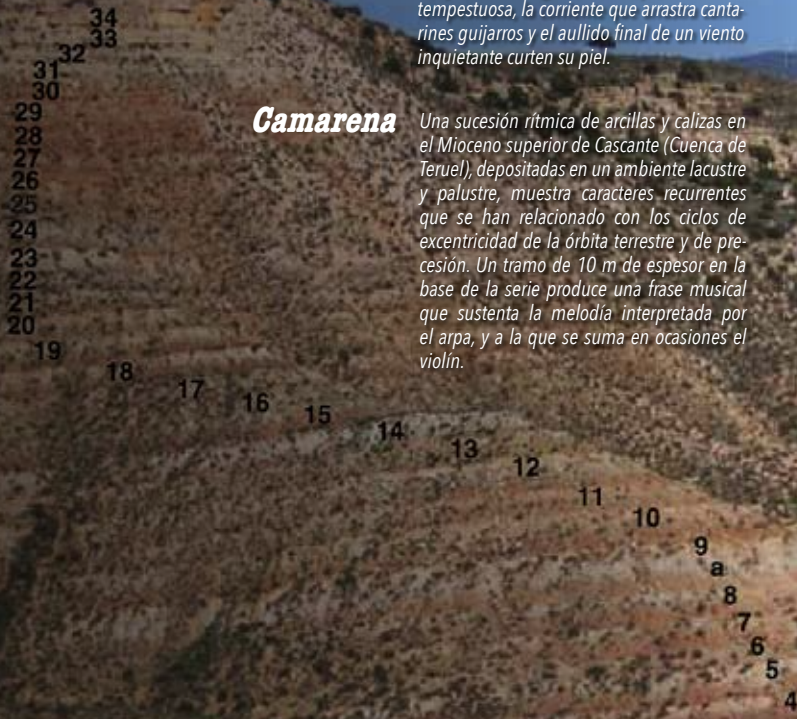 tempestuosa, la corriente que arrastra canta-
rines guijarros y el aullido final de un viento
inquietante curten su piel.
Camarena
Una sucesión rítmica de arcillas y calizas en
el Mioceno superior de Cascante (Cuenca de
Teruel), depositadas en un ambiente lacustre
y palustre, muestra caracteres recurrentes
que se han relacionado con los ciclos de
excentricidad de la órbita terrestre y de pre-
cesión. Un tramo de 10 m de espesor en la
base de la serie produce una frase musical
que sustenta la melodía interpretada por
el arpa, y a la que se suma en ocasiones el
violín.
34
33
32
31
30
29
28
27
26
25
24
23
22
21
20
19
18
17
16
15
14
13
12
11
10
9
a
8
7
6
5
4